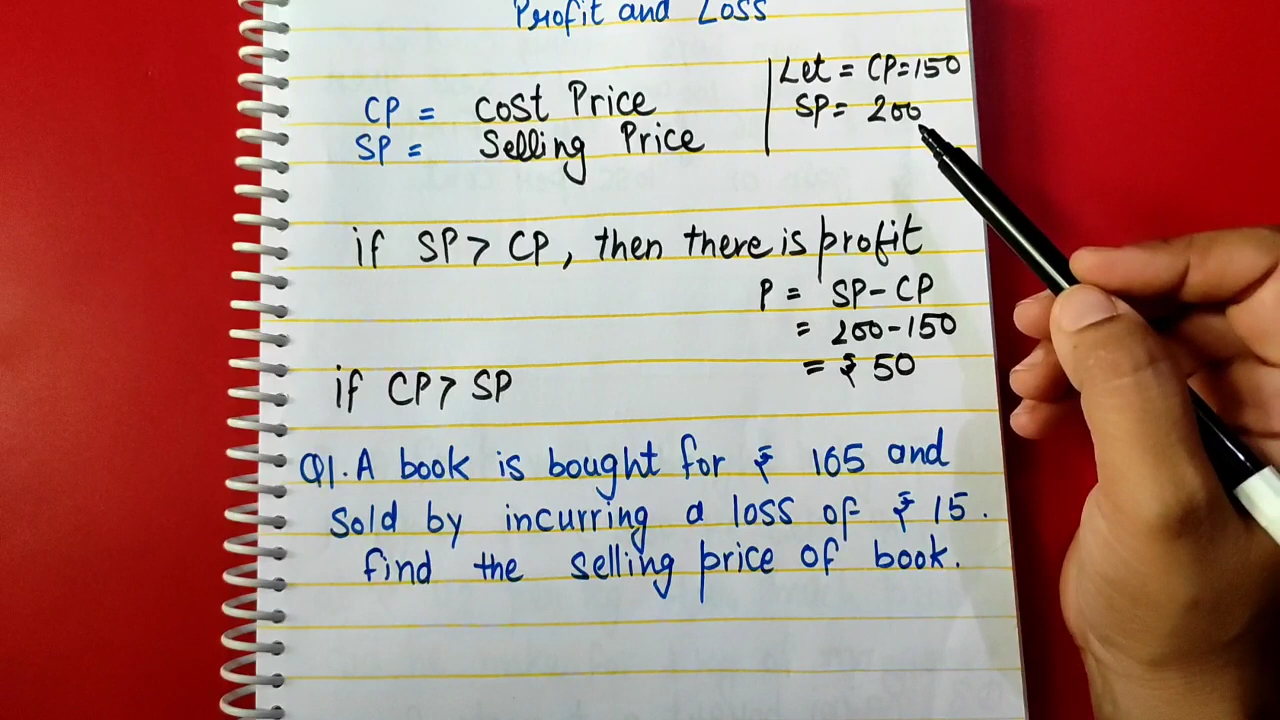 Profit and Loss
CP = Cost Price
SP = Selling Price
Let = CP=150
SP= 200
if SP > CP, then there is profit
P = SP-CP
= 200-150
= ₹ 50
if CP > SP
Q1. A book is bought for ₹ 165 and
Sold by incurring a loss of ₹ 15.
find the selling price of book.